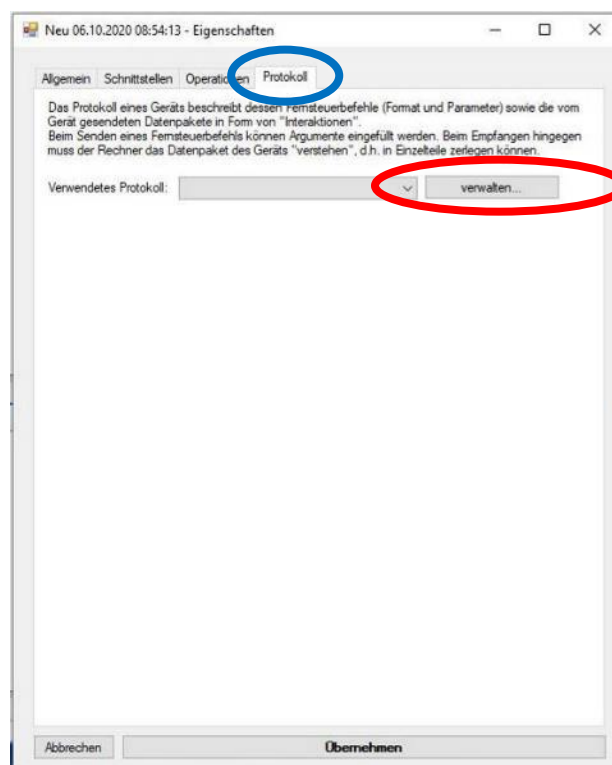 Neu 06.10.2020 08:54:13 - Eigenschaften
Allgemein Schnittstellen Operationen Protokoll
Das Protokoll eines Geräts beschreibt dessen Fernsteuerbefehle (Format und Parameter) sowie die vom
Gerät gesendeten Datenpakete in Form von "Interaktionen".
Beim Senden eines Fernsteuerbefehls können Argumente eingefüllt werden. Beim Empfangen hingegen
muss der Rechner das Datenpaket des Geräts "verstehen", d.h. in Einzelteile zerlegen können.
Verwendetes Protokoll: verwalten...
Abbrechen Übernehmen